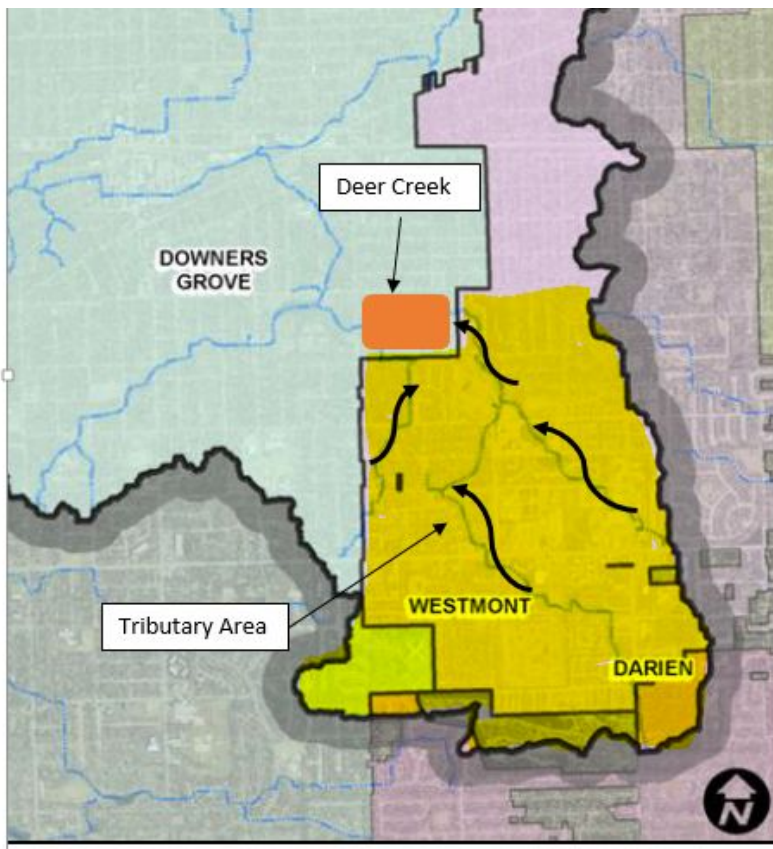 Deer Creek
DOWNERS
GROVE
Tributary Area
WESTMONT
DARIEN
N